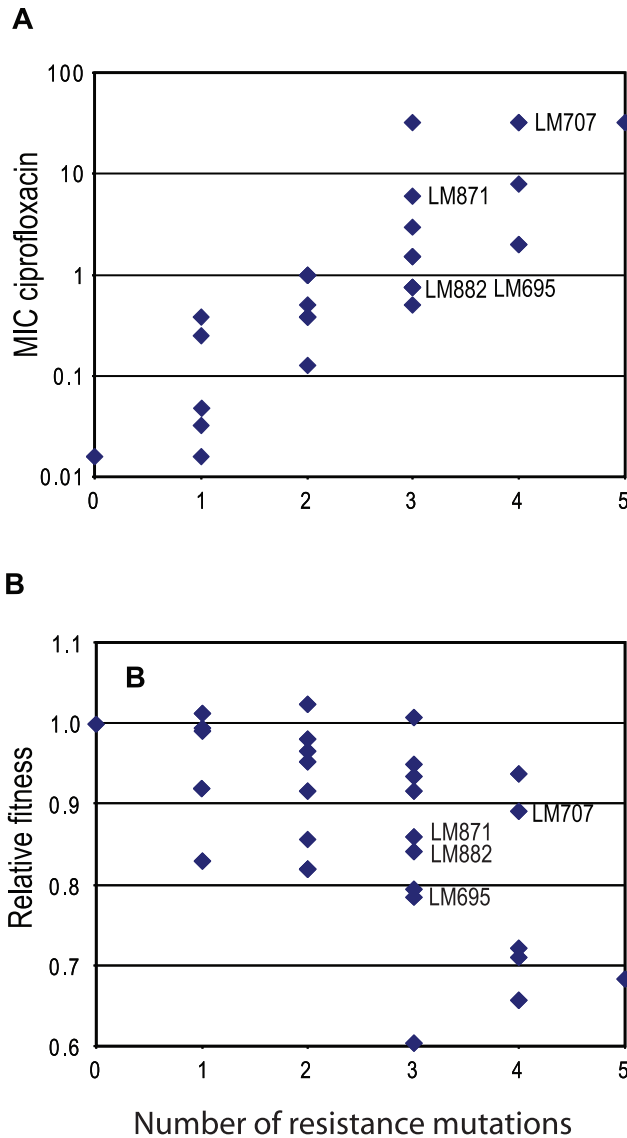 A
MIC ciprofloxacin
100
10
1
0.1
0.01
LM707
LM871
LM882 LM695
0 1 2 3 4 5
B
Relative fitness
1.1
1.0
0.9
0.8
0.7
0.6
B
LM707
LM871
LM882
LM695
0 1 2 3 4 5
Number of resistance mutations